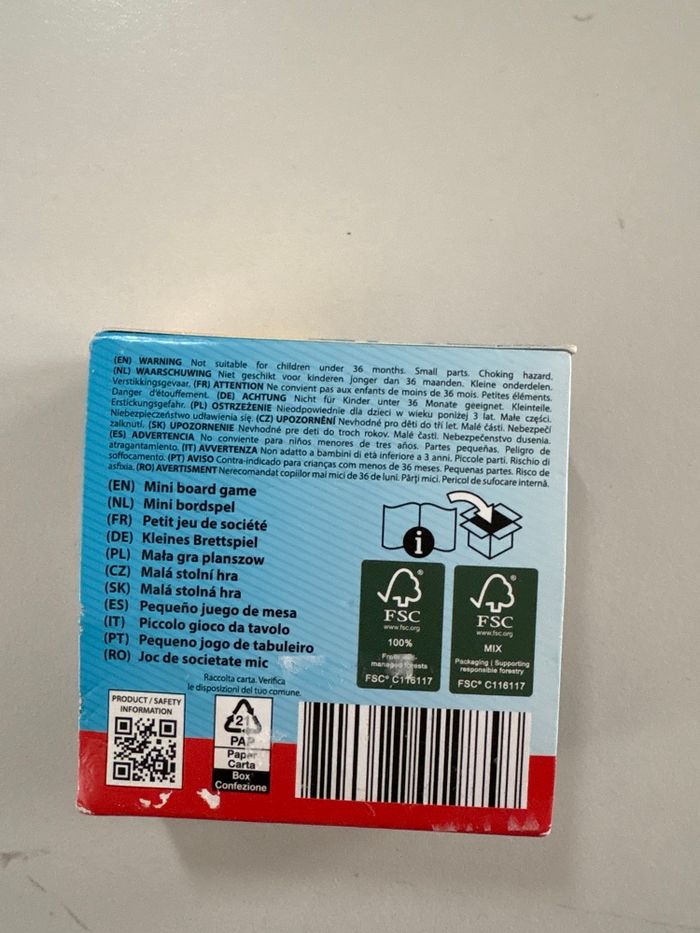 (EN) WARNING Not suitable for children under 36 months. Small parts. Choking hazard.
(NL) WAARSCHUWING Niet geschikt voor kinderen jonger dan 36 maanden. Kleine onderdelen.
Verstikkingsgevaar. (FR) ATTENTION Ne convient pas aux enfants de moins de 36 mois. Petites éléments.
Danger d'étouffement. (DE) ACHTUNG Nicht für Kinder unter 36 Monate geeignet. Kleinteile.
Erstickungsgefahr. (PL) OSTRZEŻENIE Nieodpowiednie dla dzieci w wieku poniżej 3 lat. Małe części.
Niebezpieczeństwo udławienia się. (CZ) UPOZORNĚNÍ Nevhodné pro děti do tří let. Malé části. Nebezpečí
zalknutí. (SK) UPOZORNENIE Nevhodné pre deti do troch rokov. Malé časti. Nebezpečenstvo dusenia.
(ES) ADVERTENCIA No conviente para niños menores de tres años. Partes pequeñas. Peligro de
atragantamiento. (IT) AVVERTENZA Non adatto a bambini di età inferiore a 3 anni. Piccole parti. Rischio di
soffocamento. (PT) AVISO Contra-indicado para crianças com menos de 36 meses. Pequenas partes. Risco de
asfixia. (RO) AVERTISMENT Nerecomandat copiilor mai mici de 36 de luni. Părți mici. Pericol de sufocare internă.
(EN) Mini board game
(NL) Mini bordspel
(FR) Petit jeu de société
(DE) Kleines Brettspiel
(PL) Mała gra planszow
(CZ) Malá stolní hra
(SK) Malá stolná hra
(ES) Pequeño juego de mesa
(IT) Piccolo gioco da tavolo
(PT) Pequeno jogo de tabuleiro
(RO) Joc de societate mic
i
FSC
www.fsc.org
100%
From well-
managed forests
FSC® C116117
FSC
www.fsc.org
MIX
Packaging | Supporting
responsible forestry
FSC® C116117
Raccolta carta. Verifica
le disposizioni del tuo comune.
PRODUCT / SAFETY
INFORMATION
21
PAP
Paper
Carta
Box
Confezione